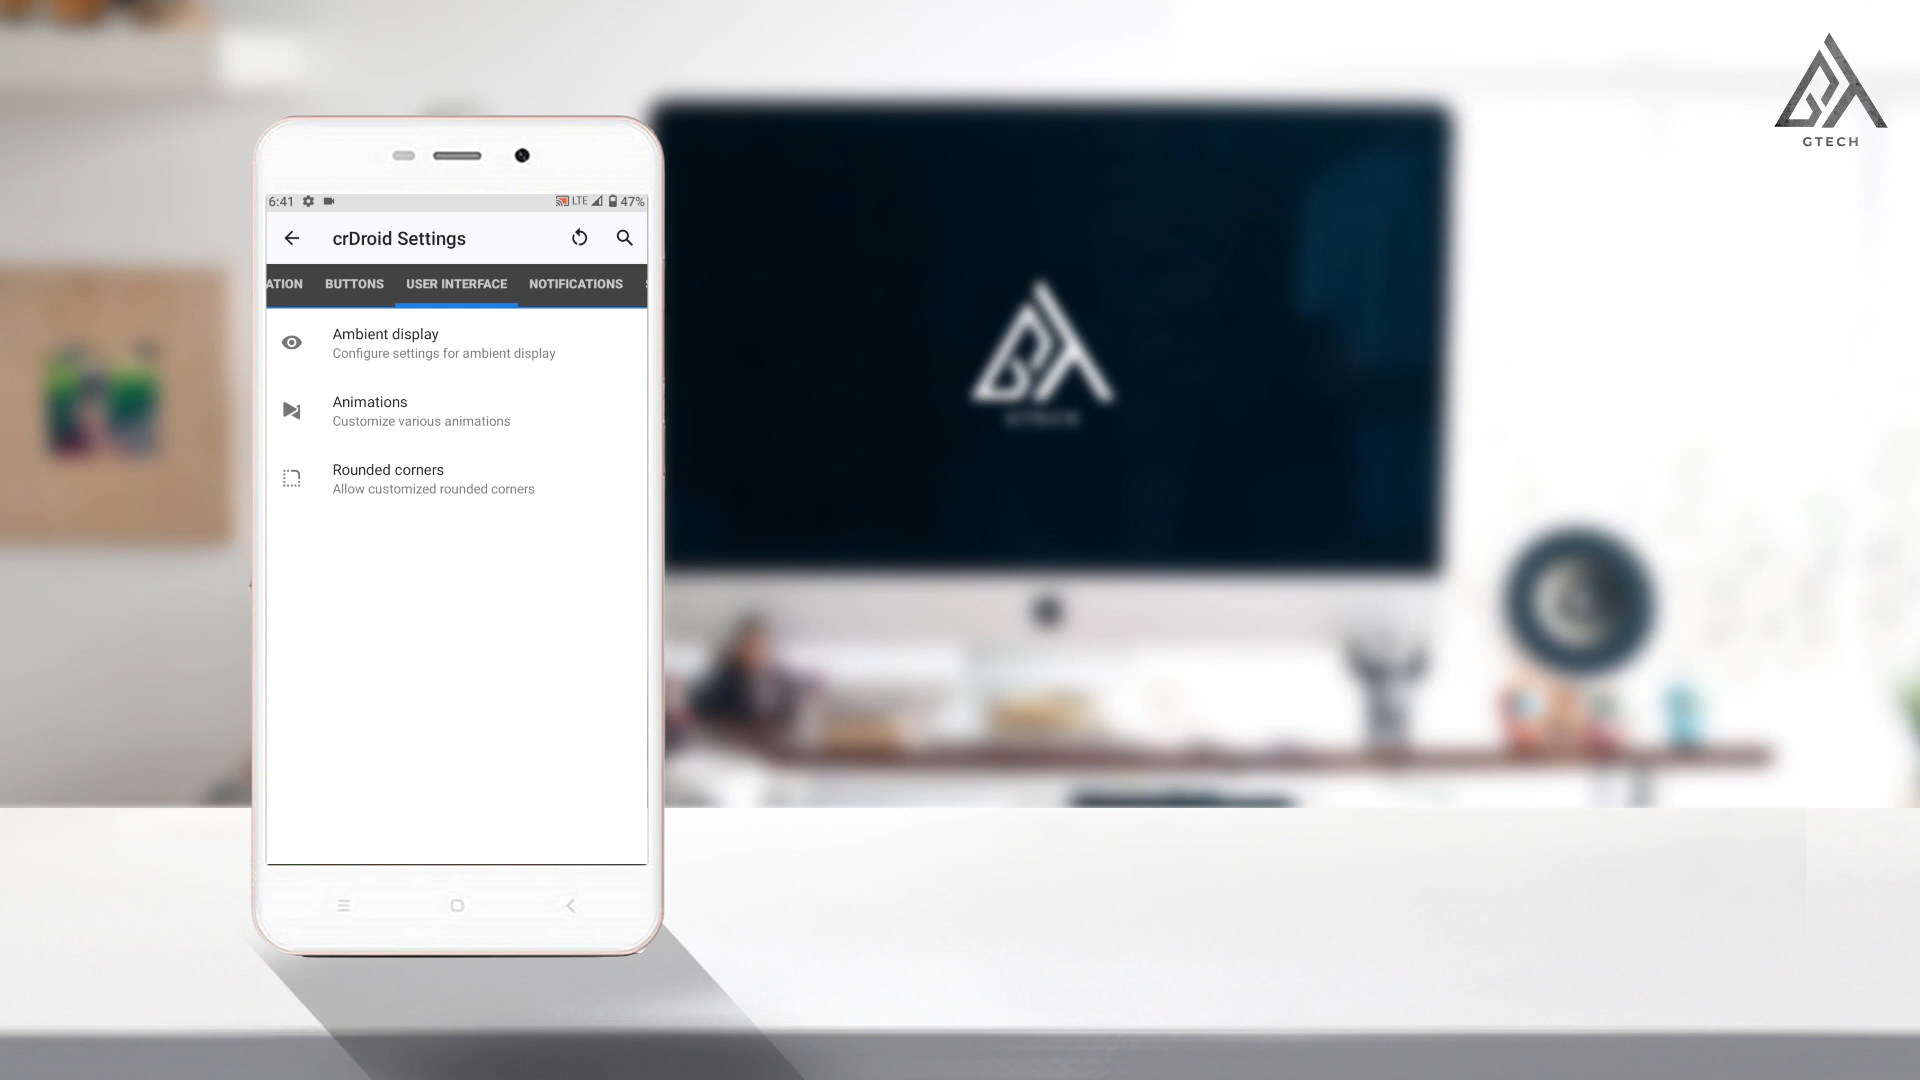 GTECH
6:41 LTE 47%
crDroid Settings
ATION BUTTONS USER INTERFACE NOTIFICATIONS
Ambient display
Configure settings for ambient display
Animations
Customize various animations
Rounded corners
Allow customized rounded corners
GTECH